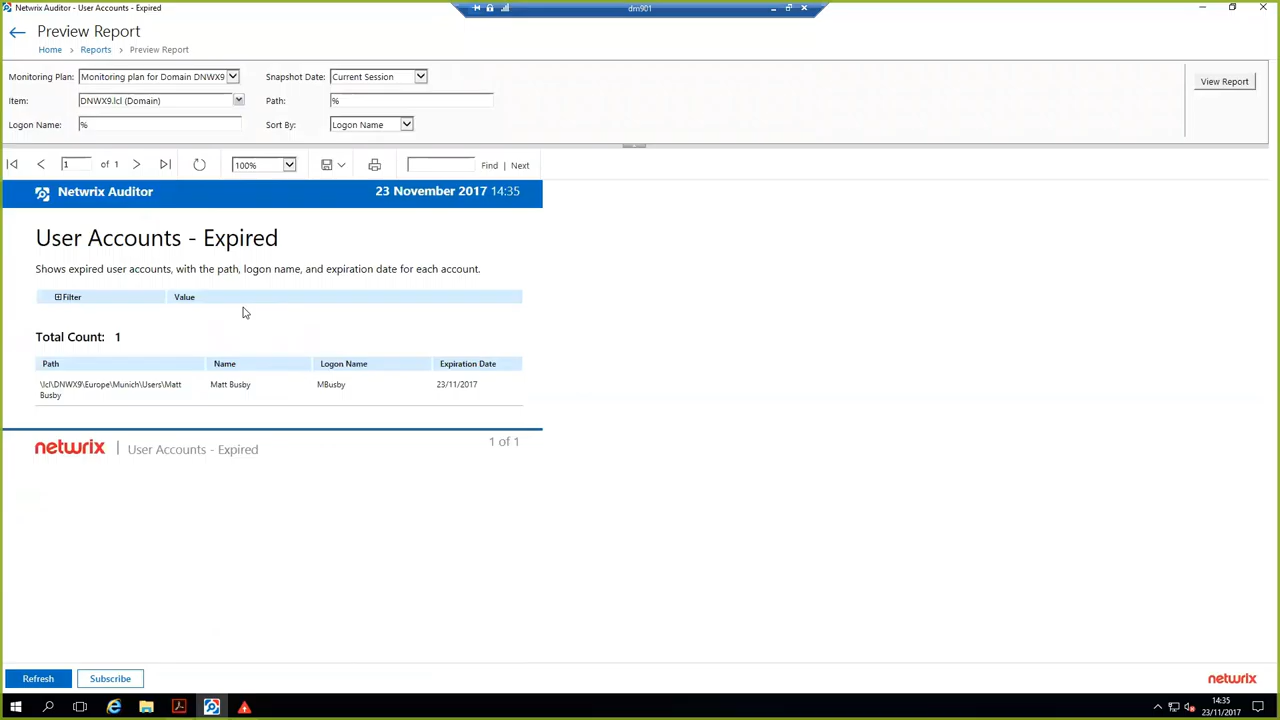 Netwrix Auditor - User Accounts - Expired
dm901
Preview Report
Home > Reports > Preview Report
Monitoring Plan: Monitoring plan for Domain DNWX9 Snapshot Date: Current Session
View Report
Item: DNWX9.lcl (Domain) Path: %
Logon Name: % Sort By: Logon Name
1 of 1 100% Find | Next
Netwrix Auditor 23 November 2017 14:35
User Accounts - Expired
Shows expired user accounts, with the path, logon name, and expiration date for each account.
Filter Value
Total Count: 1
Path Name Logon Name Expiration Date
\lcl\DNWX9\Europe\Munich\Users\Matt Matt Busby MBusby 23/11/2017
Busby
netwrix | User Accounts - Expired 1 of 1
Refresh Subscribe netwrix
14:35
23/11/2017